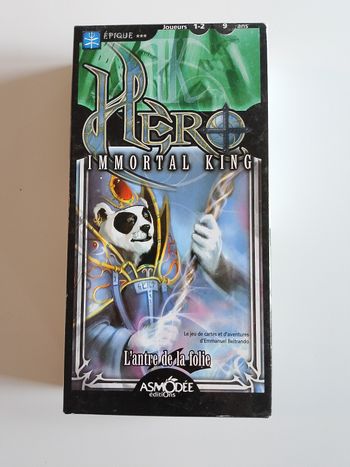 ÉPIQUE ***
Joueurs 1-2 9 ans
HERO
IMMORTAL KING
Le jeu de cartes et d'aventures
d'Emmanuel Beltrando
L'antre de la folie
ASMODÉE
éditions